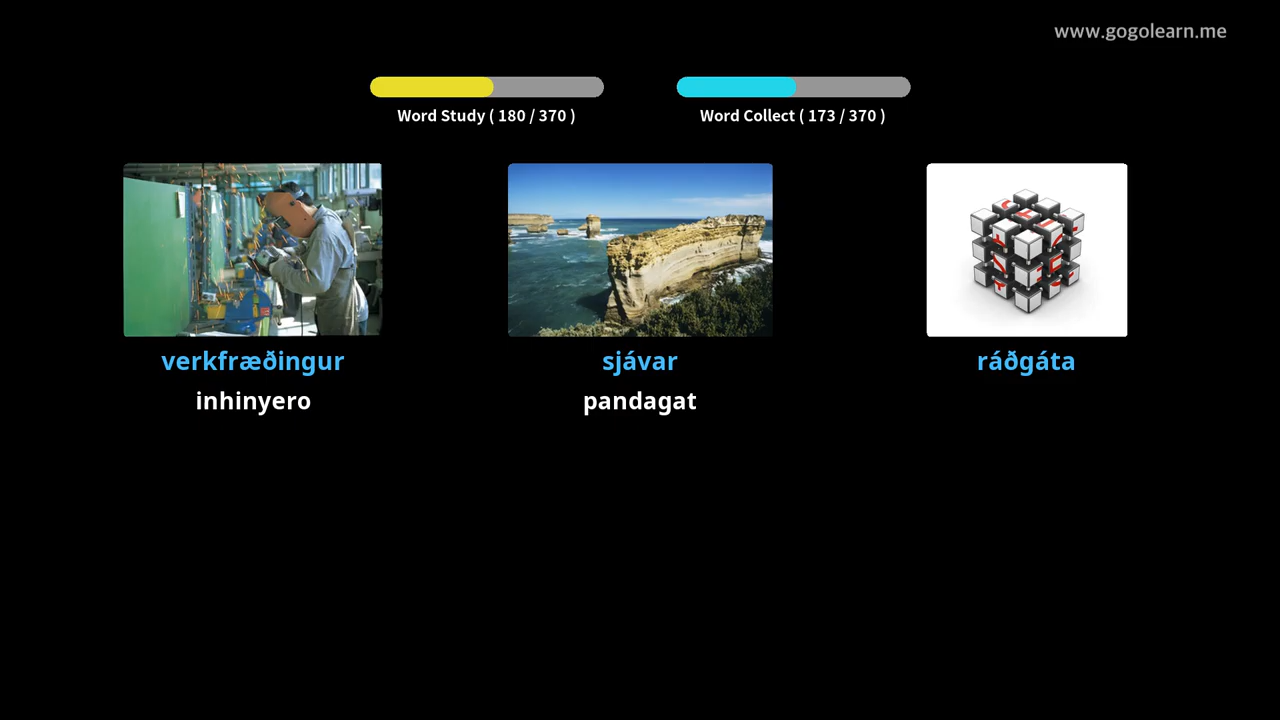 www.gogolearn.me
Word Study ( 180 / 370 )
Word Collect ( 173 / 370 )
verkfræðingur
sjávar
ráðgáta
inhinyero
pandagat